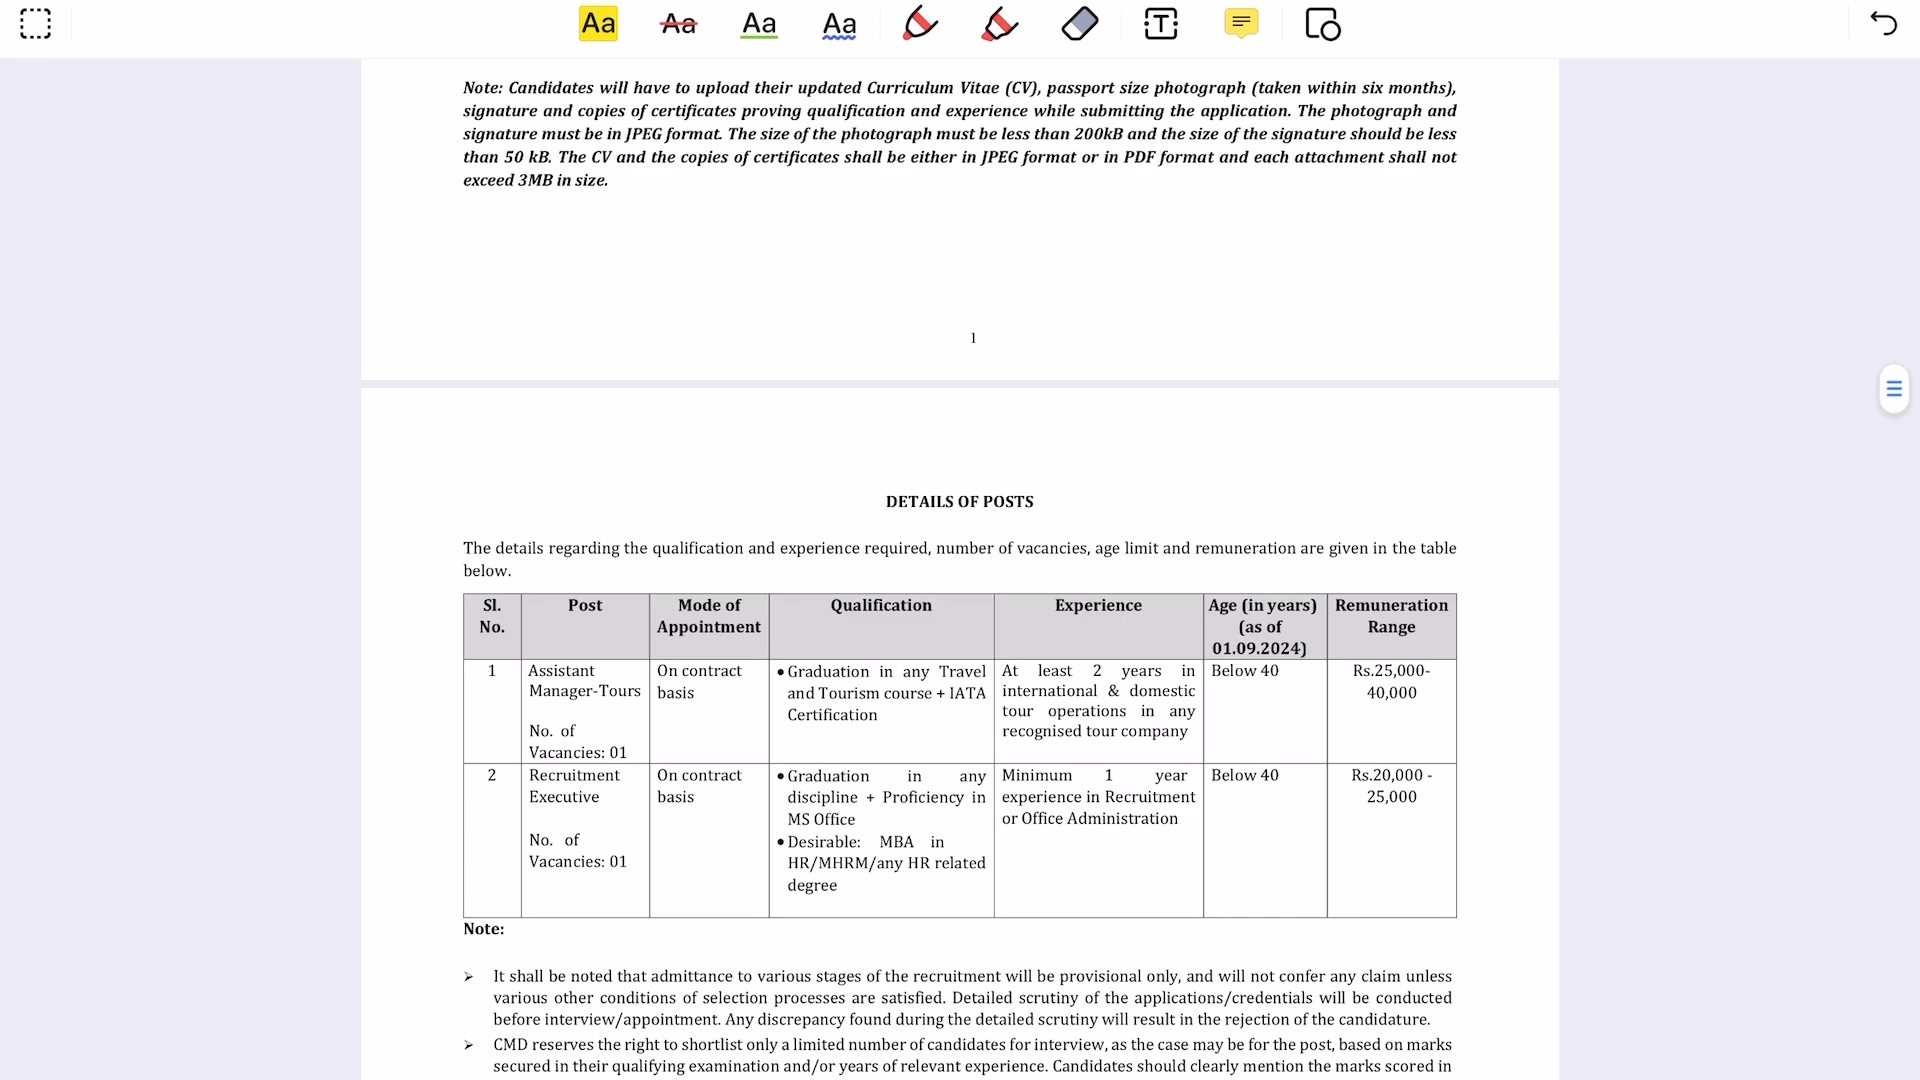 Aa Aa Aa Aa T
Note: Candidates will have to upload their updated Curriculum Vitae (CV), passport size photograph (taken within six months),
signature and copies of certificates proving qualification and experience while submitting the application. The photograph and
signature must be in JPEG format. The size of the photograph must be less than 200kB and the size of the signature should be less
than 50 kB. The CV and the copies of certificates shall be either in JPEG format or in PDF format and each attachment shall not
exceed 3MB in size.
1
DETAILS OF POSTS
The details regarding the qualification and experience required, number of vacancies, age limit and remuneration are given in the table
below.
Sl.
No.
Post
Mode of
Appointment
Qualification
Experience
Age (in years)
(as of
01.09.2024)
Remuneration
Range
1
Assistant
Manager-Tours
No. of
Vacancies: 01
On contract
basis
• Graduation in any Travel
and Tourism course + IATA
Certification
At least 2 years in
international & domestic
tour operations in any
recognised tour company
Below 40
Rs.25,000-
40,000
2
Recruitment
Executive
No. of
Vacancies: 01
On contract
basis
• Graduation in any
discipline + Proficiency in
MS Office
• Desirable: MBA in
HR/MHRM/any HR related
degree
Minimum 1 year
experience in Recruitment
or Office Administration
Below 40
Rs.20,000 -
25,000
Note:
➢ It shall be noted that admittance to various stages of the recruitment will be provisional only, and will not confer any claim unless
various other conditions of selection processes are satisfied. Detailed scrutiny of the applications/credentials will be conducted
before interview/appointment. Any discrepancy found during the detailed scrutiny will result in the rejection of the candidature.
➢ CMD reserves the right to shortlist only a limited number of candidates for interview, as the case may be for the post, based on marks
secured in their qualifying examination and/or years of relevant experience. Candidates should clearly mention the marks scored in